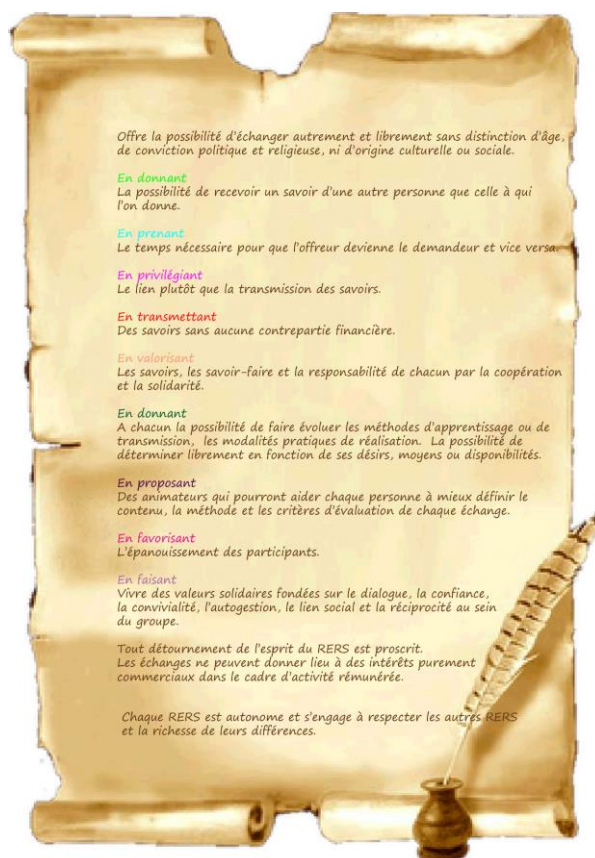 Offre la possibilité d'échanger autrement et librement sans distinction d'âge,
de conviction politique et religieuse, ni d'origine culturelle ou sociale.
En donnant
La possibilité de recevoir un savoir d'une autre personne que celle à qui
l'on donne.
En prenant
Le temps nécessaire pour que l'offreur devienne le demandeur et vice versa.
En privilégiant
Le lien plutôt que la transmission des savoirs.
En transmettant
Des savoirs sans aucune contrepartie financière.
En valorisant
Les savoirs, les savoir-faire et la responsabilité de chacun par la coopération
et la solidarité.
En donnant
A chacun la possibilité de faire évoluer les méthodes d'apprentissage ou de
transmission, les modalités pratiques de réalisation. La possibilité de
déterminer librement en fonction de ses désirs, moyens ou disponibilités.
En proposant
Des animateurs qui pourront aider chaque personne à mieux définir le
contenu, la méthode et les critères d'évaluation de chaque échange.
En favorisant
L'épanouissement des participants.
En faisant
Vivre des valeurs solidaires fondées sur le dialogue, la confiance,
la convivialité, l'autogestion, le lien social et la réciprocité au sein
du groupe.
Tout détournement de l'esprit du RERS est proscrit.
Les échanges ne peuvent donner lieu à des intérêts purement
commerciaux dans le cadre d'activité rémunérée.
Chaque RERS est autonome et s'engage à respecter les autres RERS
et la richesse de leurs différences.